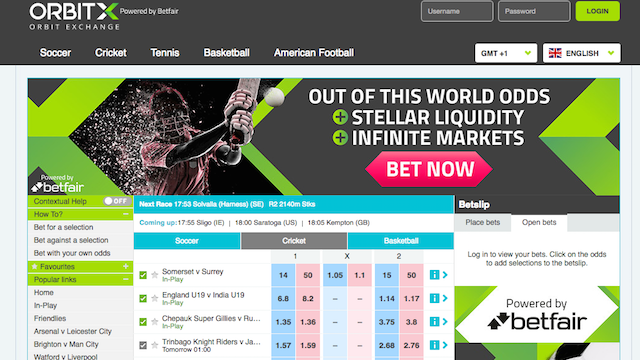 ORBITX Powered by Betfair
ORBIT EXCHANGE
Username Password LOGIN
Soccer Cricket Tennis Basketball American Football GMT +1 ENGLISH
OUT OF THIS WORLD ODDS
+ STELLAR LIQUIDITY
+ INFINITE MARKETS
BET NOW
Powered by
betfair
Contextual Help OFF
How To? −
Bet for a selection
Bet against a selection
Bet with your own odds
Favourites +
Popular links −
Home
In-Play
Friendlies
Arsenal v Leicester City
Brighton v Man City
Watford v Liverpool
Next Race 17:53 Solvalla (Harness) (SE) R2 2140m Stks
Coming up: 17:55 Sligo (IE) | 18:00 Saratoga (US) | 18:05 Kempton (GB)
Soccer Cricket Basketball
1 X 2
Somerset v Surrey
In-Play
14 50 1.05 1.1 15 50
England U19 v India U19
In-Play
6.8 8.2 – – 1.14 1.17
Chepauk Super Gillies v Ru...
In-Play
1.35 1.36 – – 3.75 3.8
Trinbago Knight Riders v Ja...
Tomorrow 01:00
1.57 1.59 – – 2.68 2.76
Betslip
Place bets Open bets
Log in to view your bets. Click on the odds
to add selections to the betslip.
Powered by
betfair